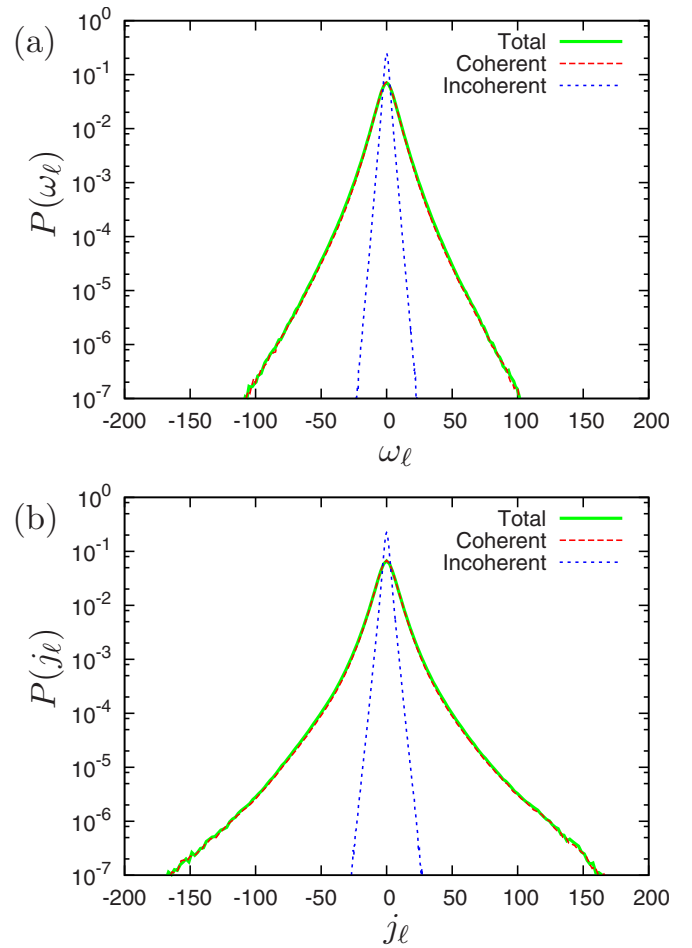 (a)
10^0
10^-1
10^-2
10^-3
10^-4
10^-5
10^-6
10^-7
P(ω_ℓ)
Total
Coherent
Incoherent
-200 -150 -100 -50 0 50 100 150 200
ω_ℓ
(b)
10^0
10^-1
10^-2
10^-3
10^-4
10^-5
10^-6
10^-7
P(j_ℓ)
Total
Coherent
Incoherent
-200 -150 -100 -50 0 50 100 150 200
j_ℓ